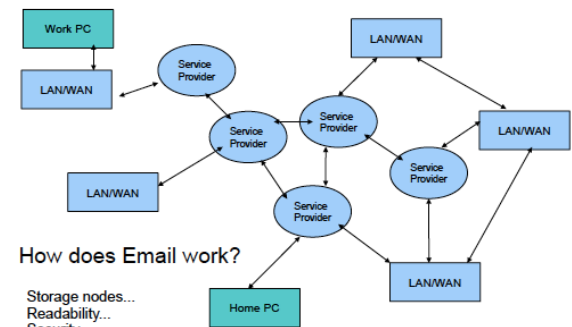 Work PC
LAN/WAN
Service
Provider
LAN/WAN
Service
Provider
Service
Provider
LAN/WAN
Service
Provider
LAN/WAN
Service
Provider
How does Email work?
LAN/WAN
Storage nodes...
Readability...
Home PC